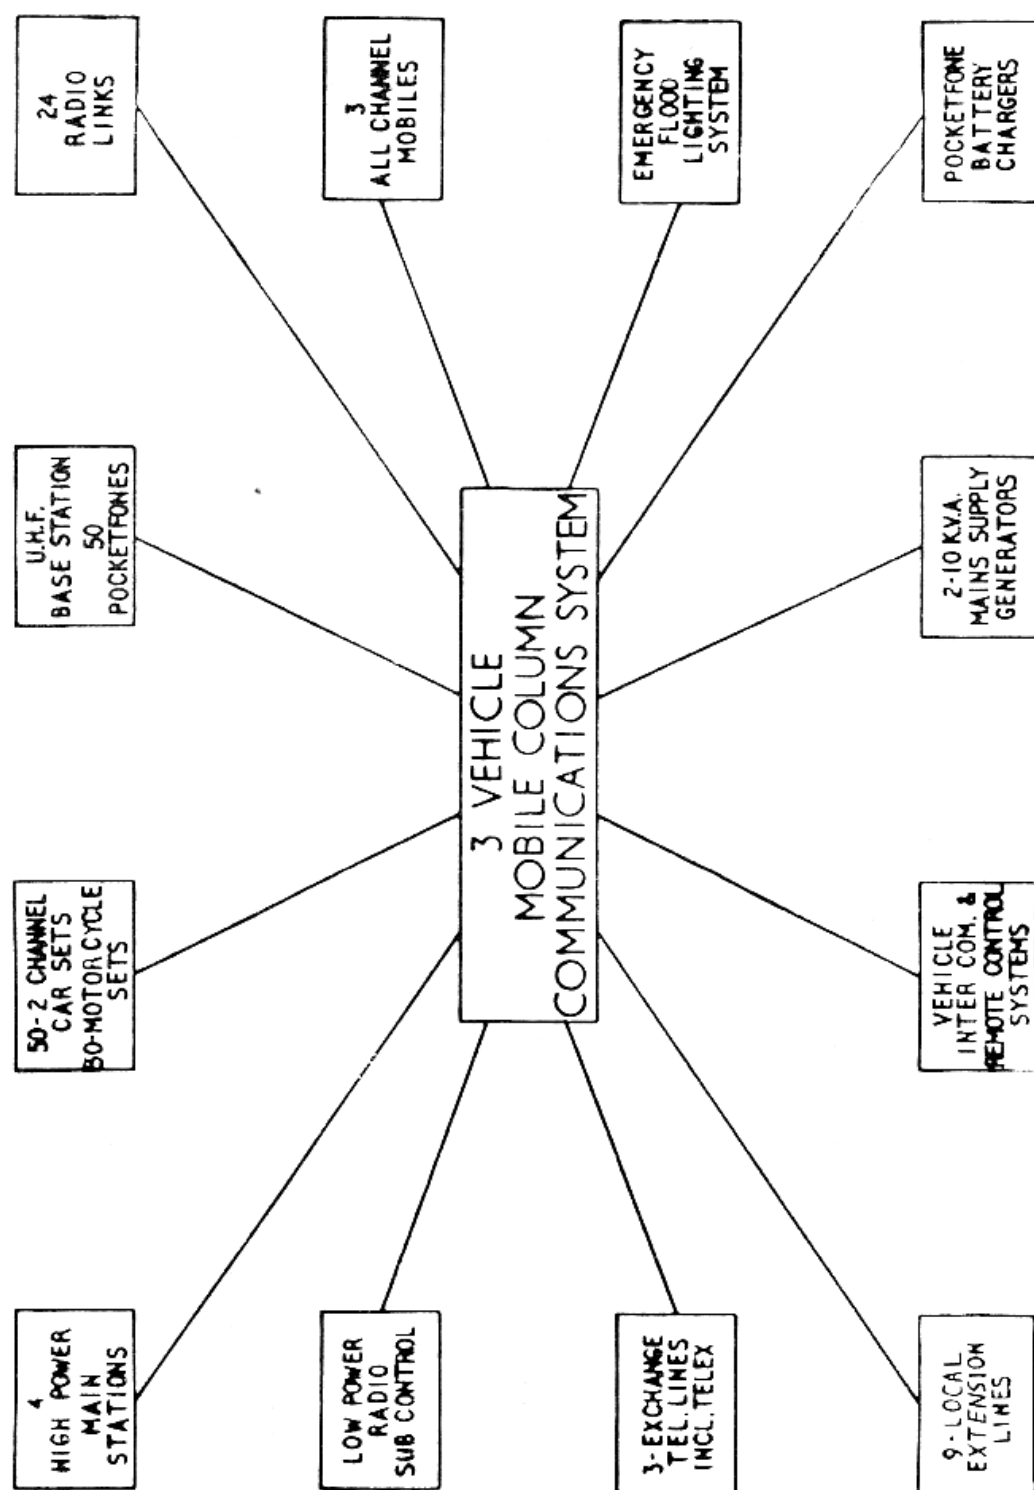 4
HIGH POWER
MAIN
STATIONS
50-2 CHANNEL
CAR SETS
MOTORCYCLE
SETS
U.H.F.
BASE STATION
50
POCKETFONES
24
RADIO
LINKS
LOW POWER
RADIO
SUB CONTROL
3 VEHICLE
MOBILE COLUMN
COMMUNICATIONS SYSTEM
3
ALL CHANNEL
MOBILES
3-EXCHANGE
TEL. LINES
INCL. TELEX
EMERGENCY
FLOOD
LIGHTING
SYSTEM
9-LOCAL
EXTENSION
LINES
VEHICLE
INTER COM. &
REMOTE CONTROL
SYSTEMS
2-10 K.V.A.
MAINS SUPPLY
GENERATORS
POCKETFONE
BATTERY
CHARGERS